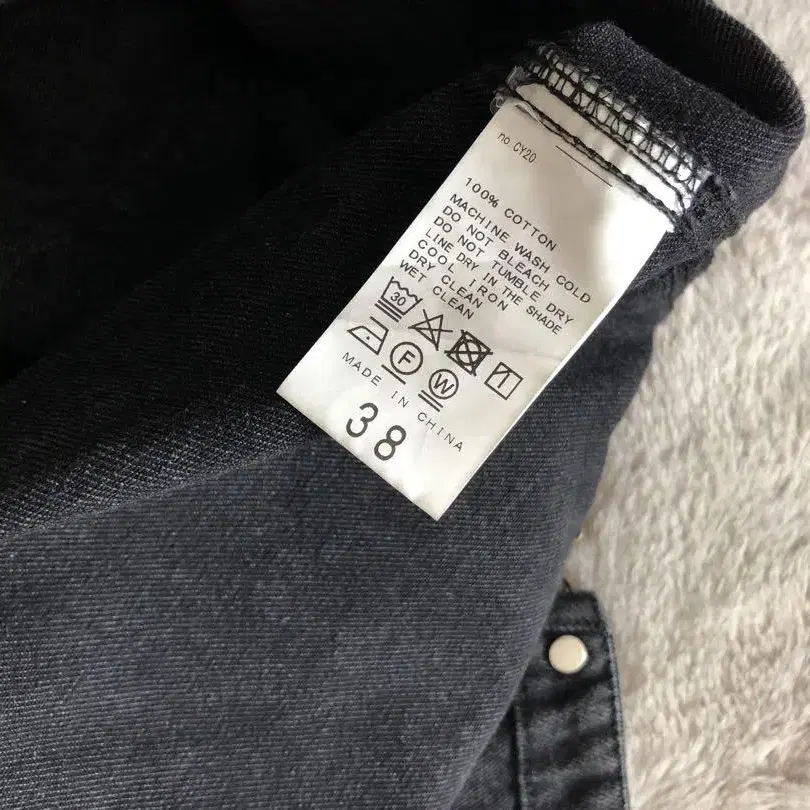 no CY20
100% COTTON
MACHINE WASH COLD
DO NOT BLEACH
DO NOT TUMBLE DRY
LINE DRY IN THE SHADE
COOL IRON
DRY CLEAN
WET CLEAN
30
F W
MADE IN CHINA
38